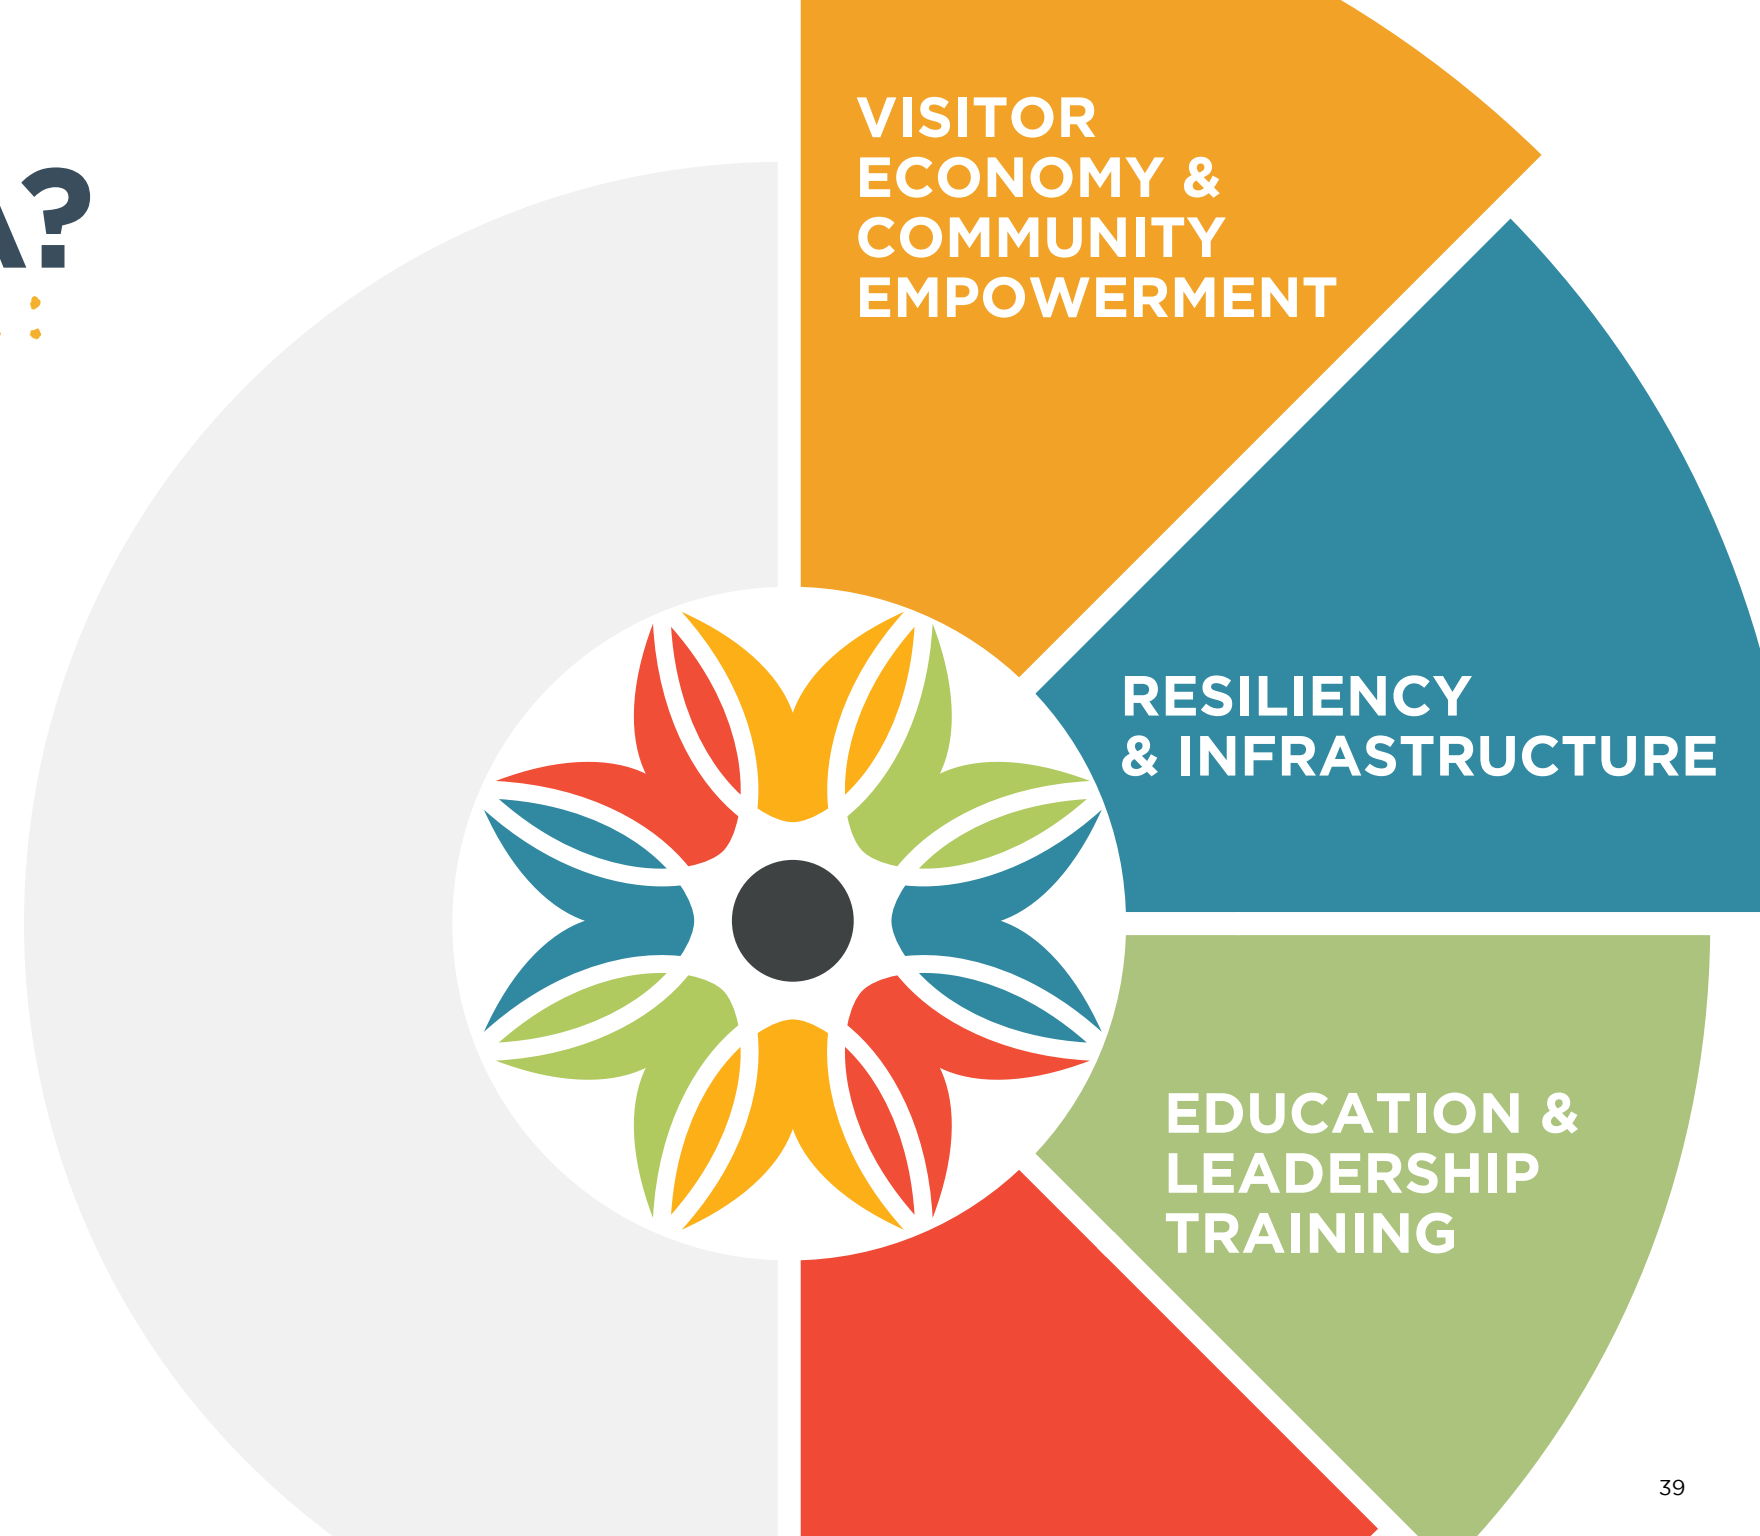 A?
VISITOR
ECONOMY &
COMMUNITY
EMPOWERMENT
RESILIENCY
& INFRASTRUCTURE
EDUCATION &
LEADERSHIP
TRAINING
39